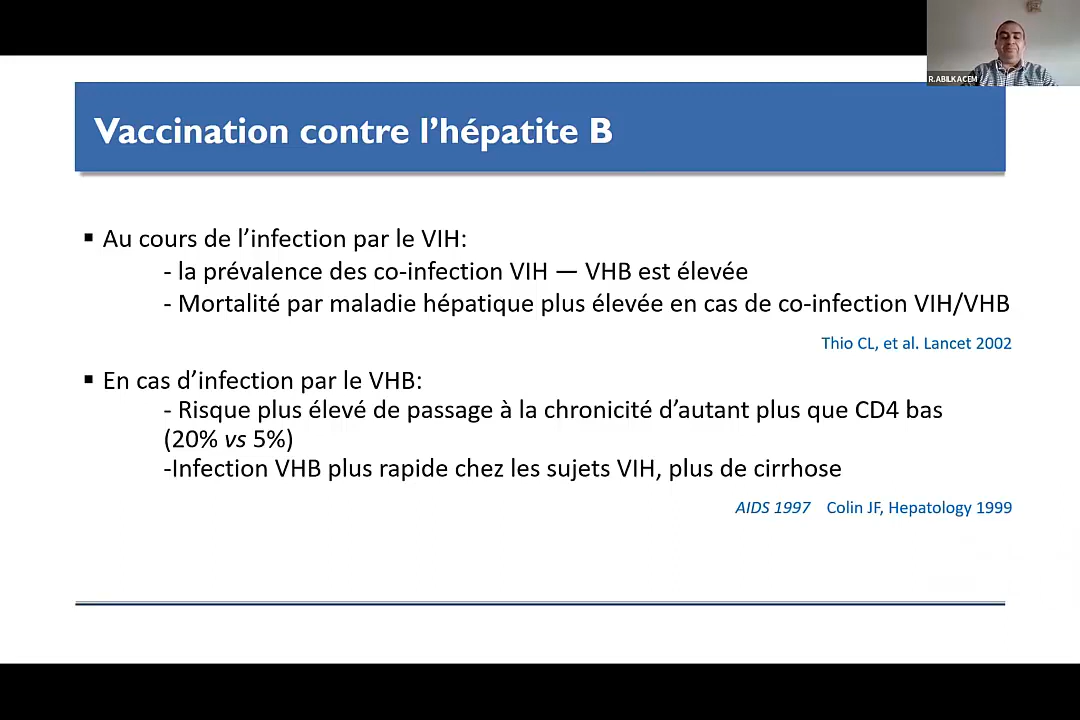 R.ABILKACEM
Vaccination contre l’hépatite B
▪ Au cours de l’infection par le VIH:
- la prévalence des co-infection VIH — VHB est élevée
- Mortalité par maladie hépatique plus élevée en cas de co-infection VIH/VHB
Thio CL, et al. Lancet 2002
▪ En cas d’infection par le VHB:
- Risque plus élevé de passage à la chronicité d’autant plus que CD4 bas
(20% vs 5%)
-Infection VHB plus rapide chez les sujets VIH, plus de cirrhose
AIDS 1997 Colin JF, Hepatology 1999